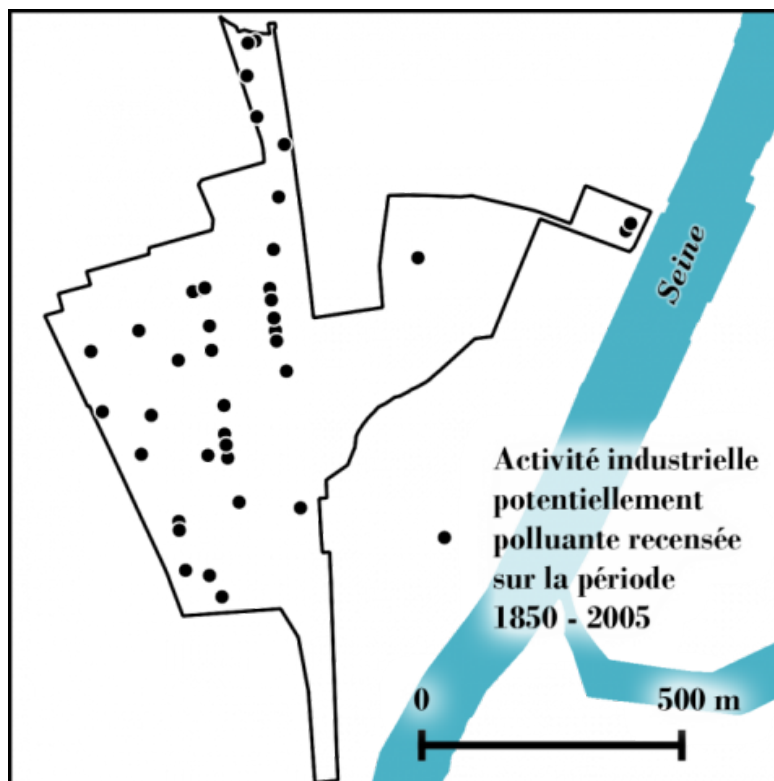 Seine
Activité industrielle
potentiellement
polluante recensée
sur la période
1850 - 2005
0 500 m